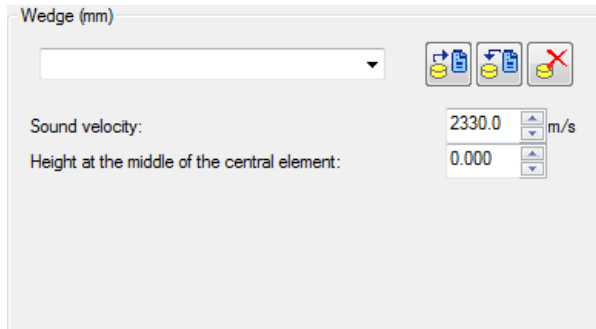 Wedge (mm)
Sound velocity: 2330.0 m/s
Height at the middle of the central element: 0.000